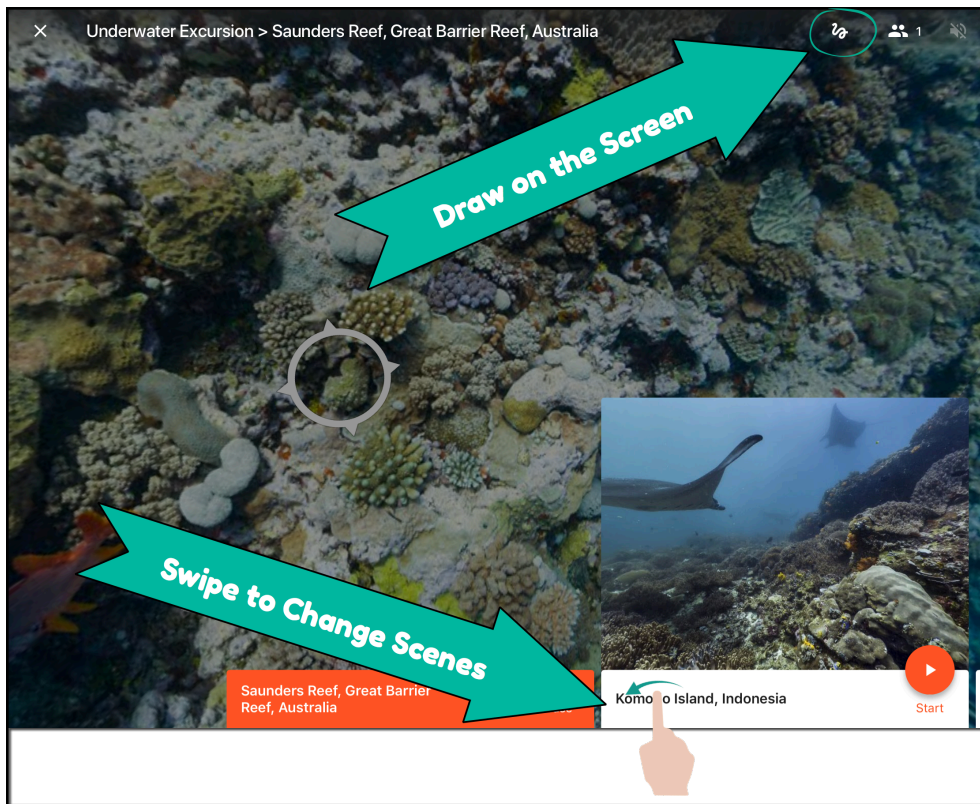 Underwater Excursion > Saunders Reef, Great Barrier Reef, Australia
1
Draw on the Screen
Swipe to Change Scenes
Saunders Reef, Great Barrier
Reef, Australia
Island, Indonesia
Start